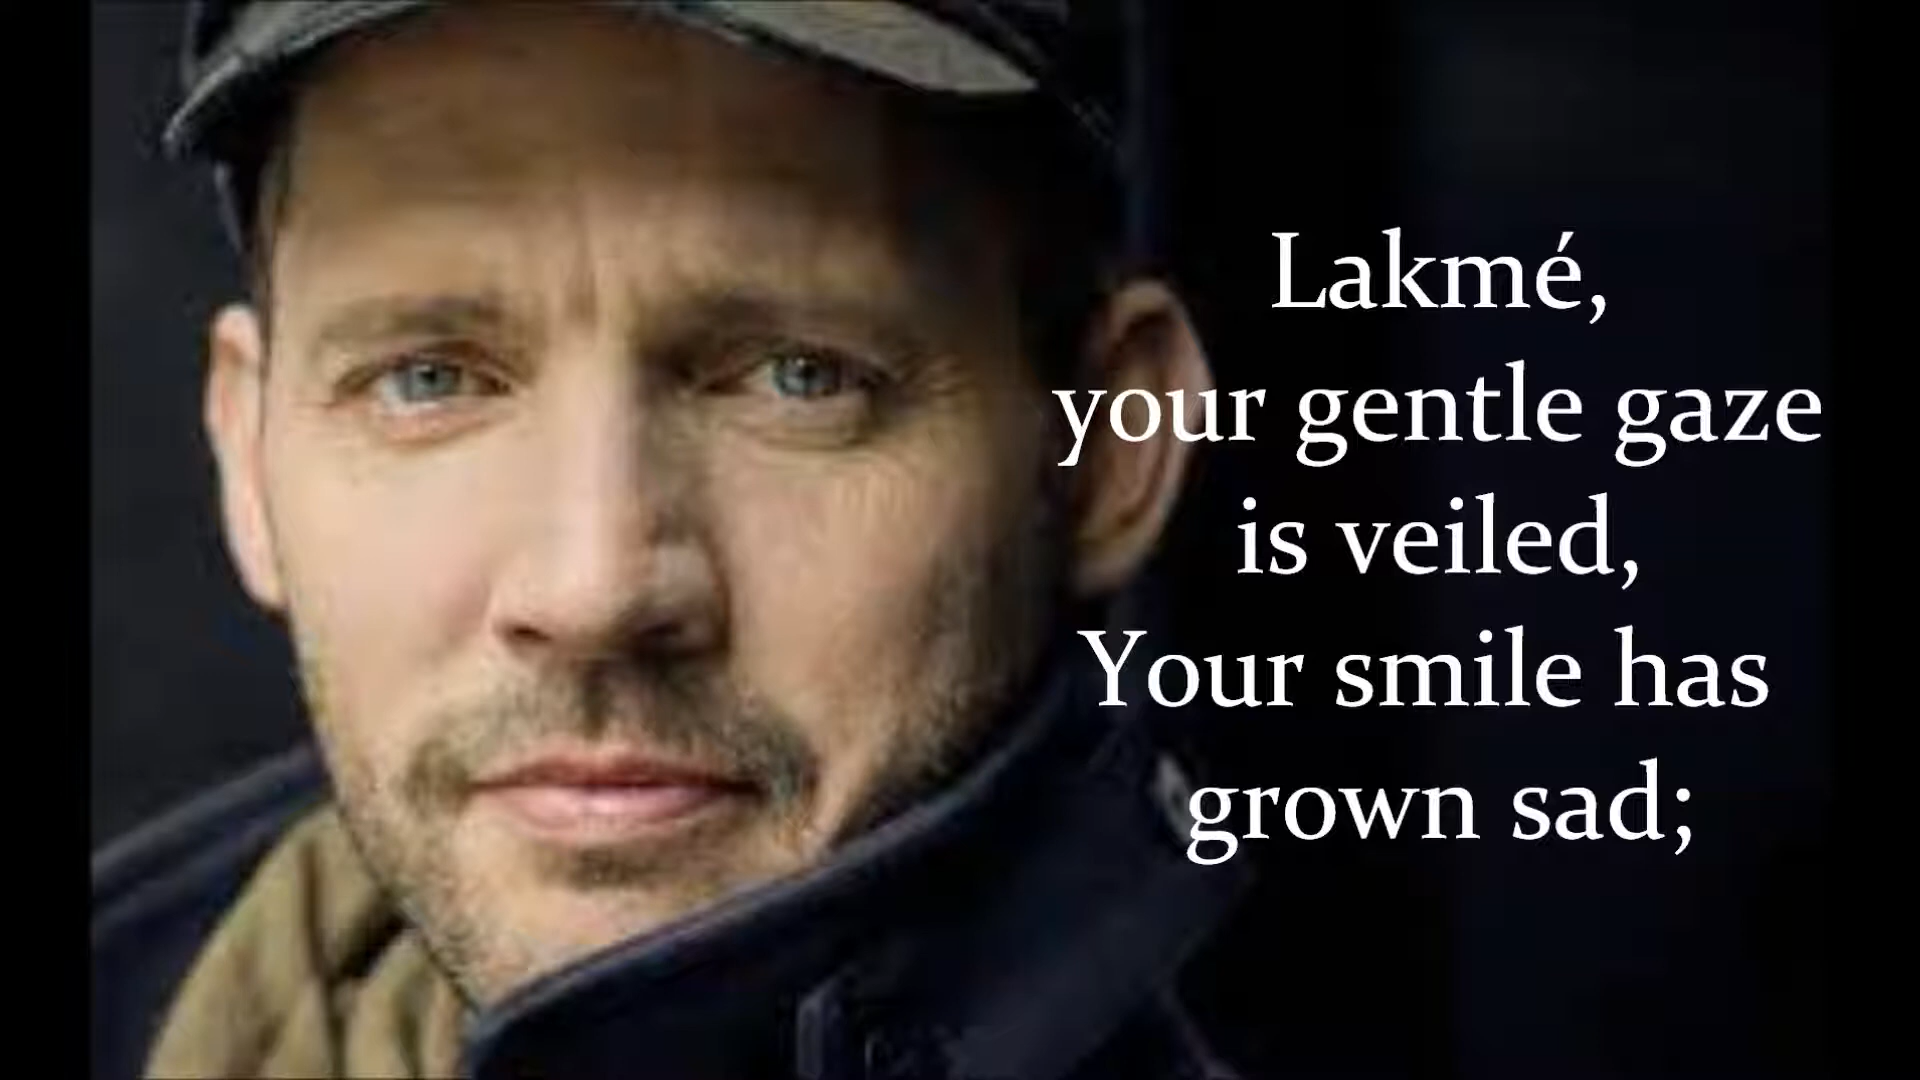 Lakmé,
your gentle gaze
is veiled,
Your smile has
grown sad;